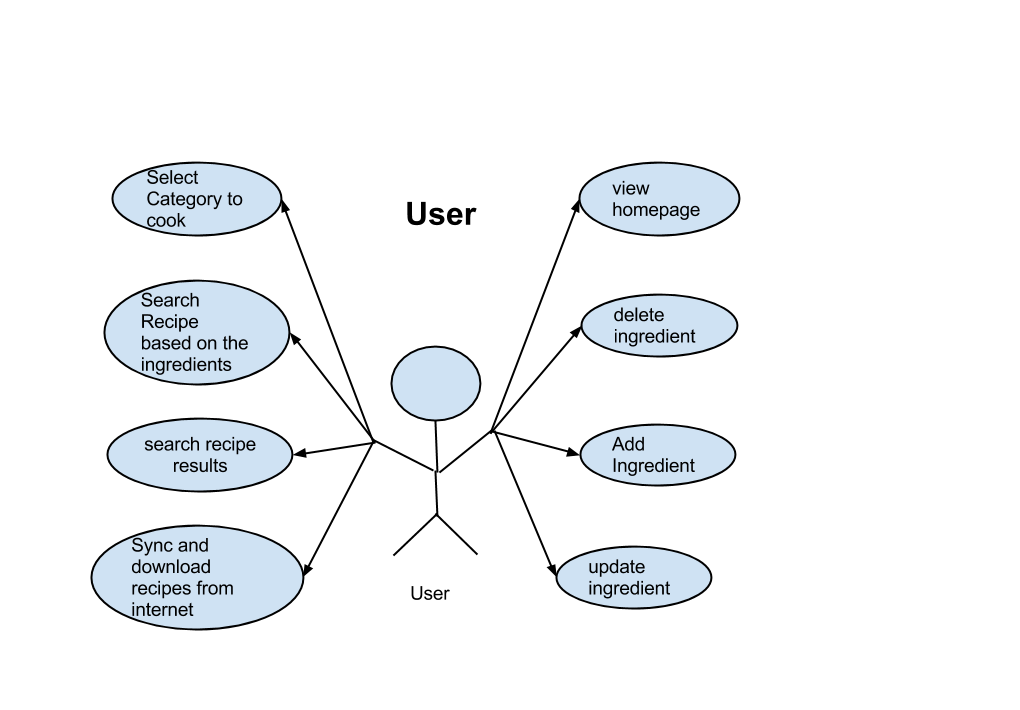 Select
Category to
cook
User
view
homepage
Search
Recipe
based on the
ingredients
delete
ingredient
search recipe
results
Add
Ingredient
Sync and
download
recipes from
internet
update
ingredient
User